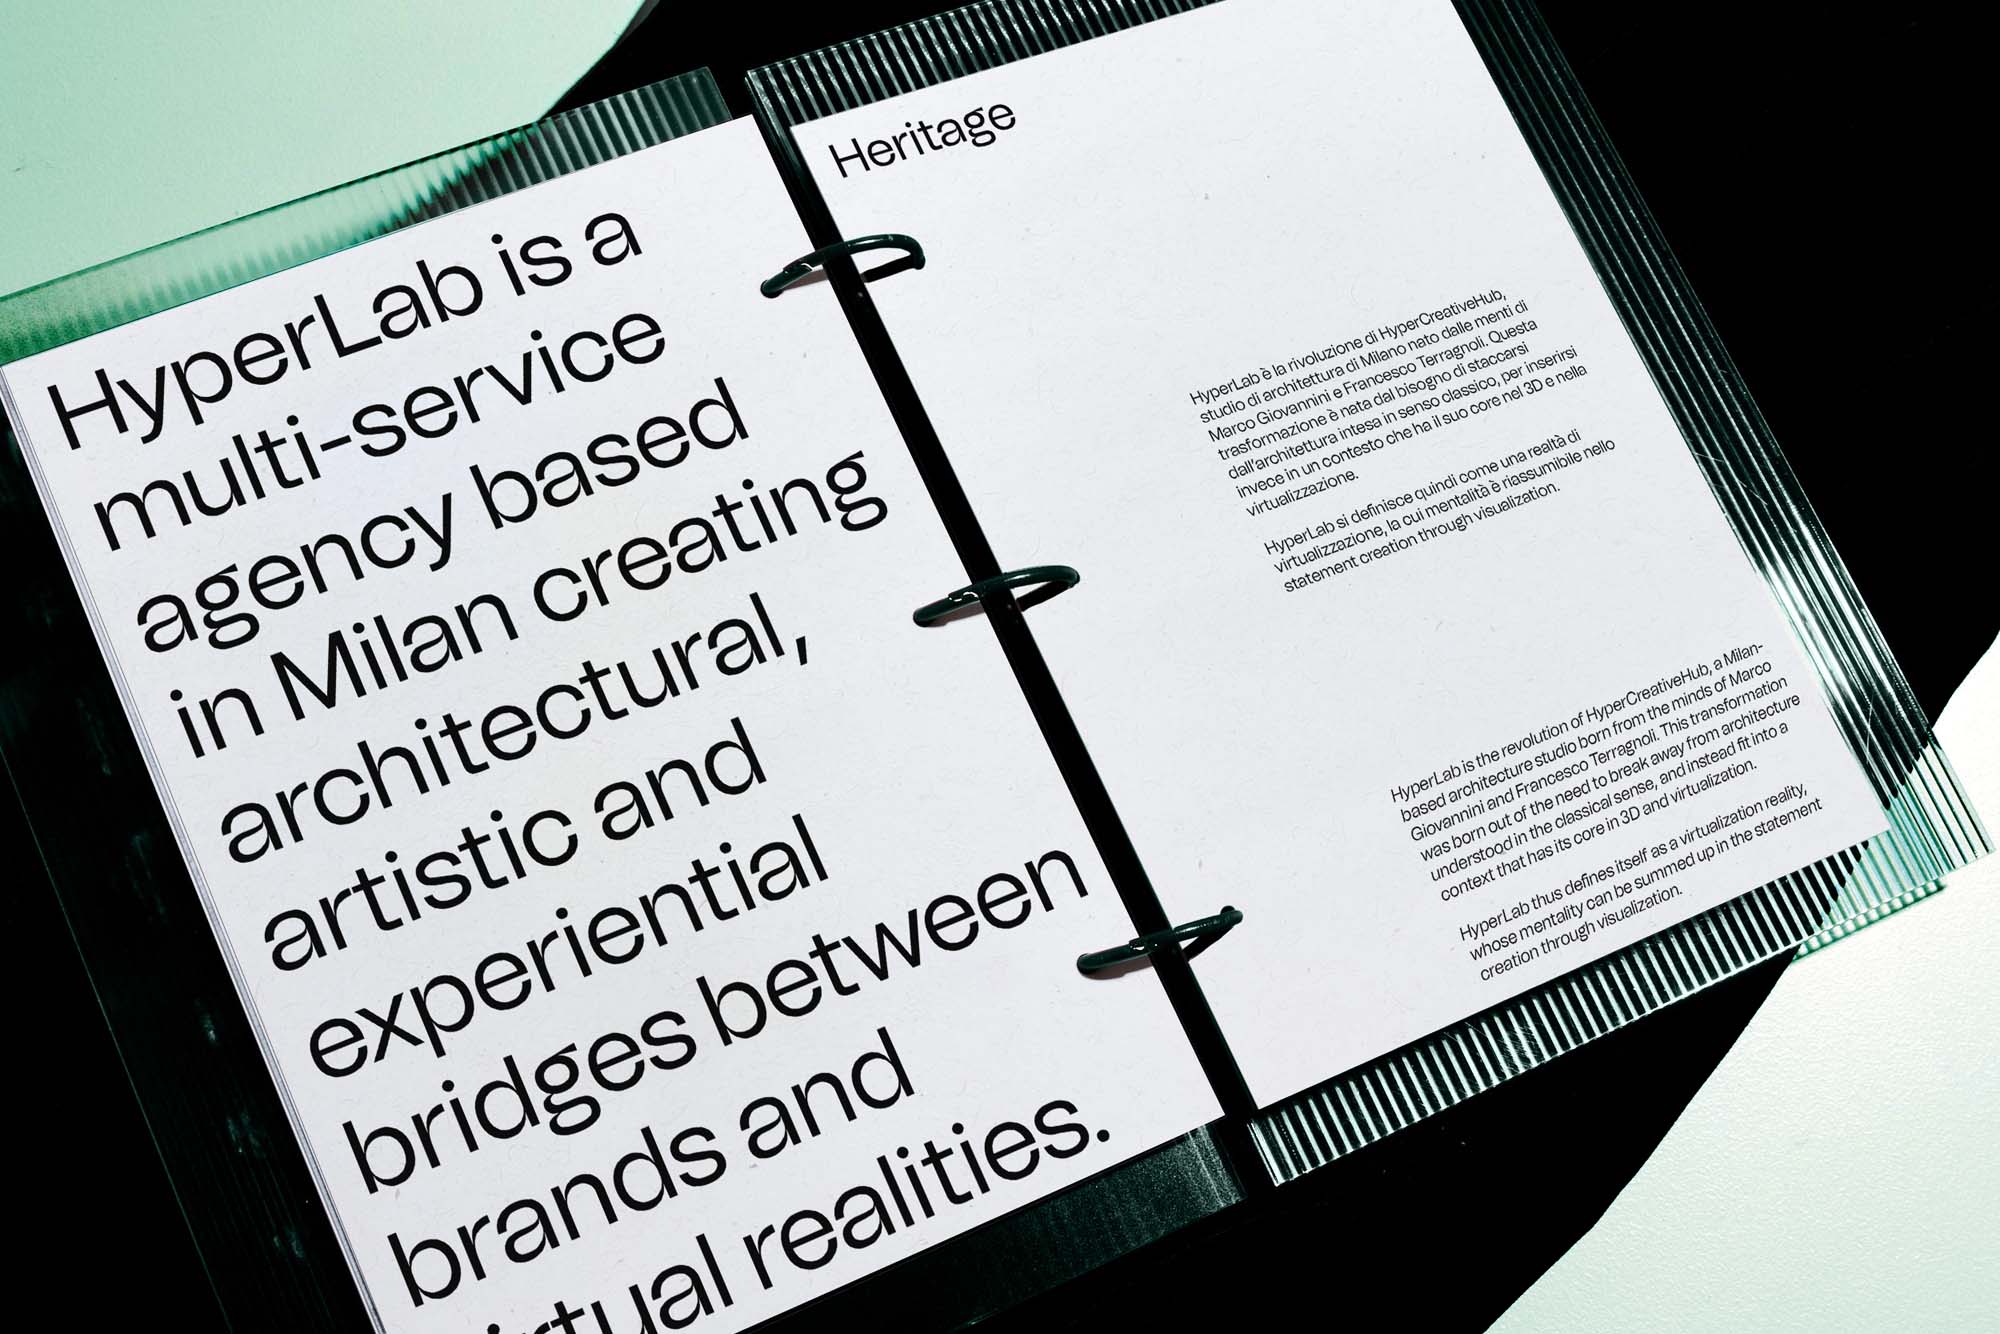 HyperLab is a
multi-service
agency based
in Milan creating
architectural,
artistic and
experiential
bridges between
brands and
virtual realities.
Heritage
HyperLab è la rivoluzione di HyperCreativeHub,
studio di architettura di Milano nato dalle menti di
Marco Giovannini e Francesco Terragnoli. Questa
trasformazione è nata dal bisogno di staccarsi
dall'architettura intesa in senso classico, per inserirsi
invece in un contesto che ha il suo core nel 3D e nella
virtualizzazione.
HyperLab si definisce quindi come una realtà di
virtualizzazione, la cui mentalità è riassumibile nello
statement creation through visualization.
HyperLab is the revolution of HyperCreativeHub, a Milan-
based architecture studio born from the minds of Marco
Giovannini and Francesco Terragnoli. This transformation
was born out of the need to break away from architecture
understood in the classical sense, and instead fit into a
context that has its core in 3D and virtualization.
HyperLab thus defines itself as a virtualization reality,
whose mentality can be summed up in the statement
creation through visualization.